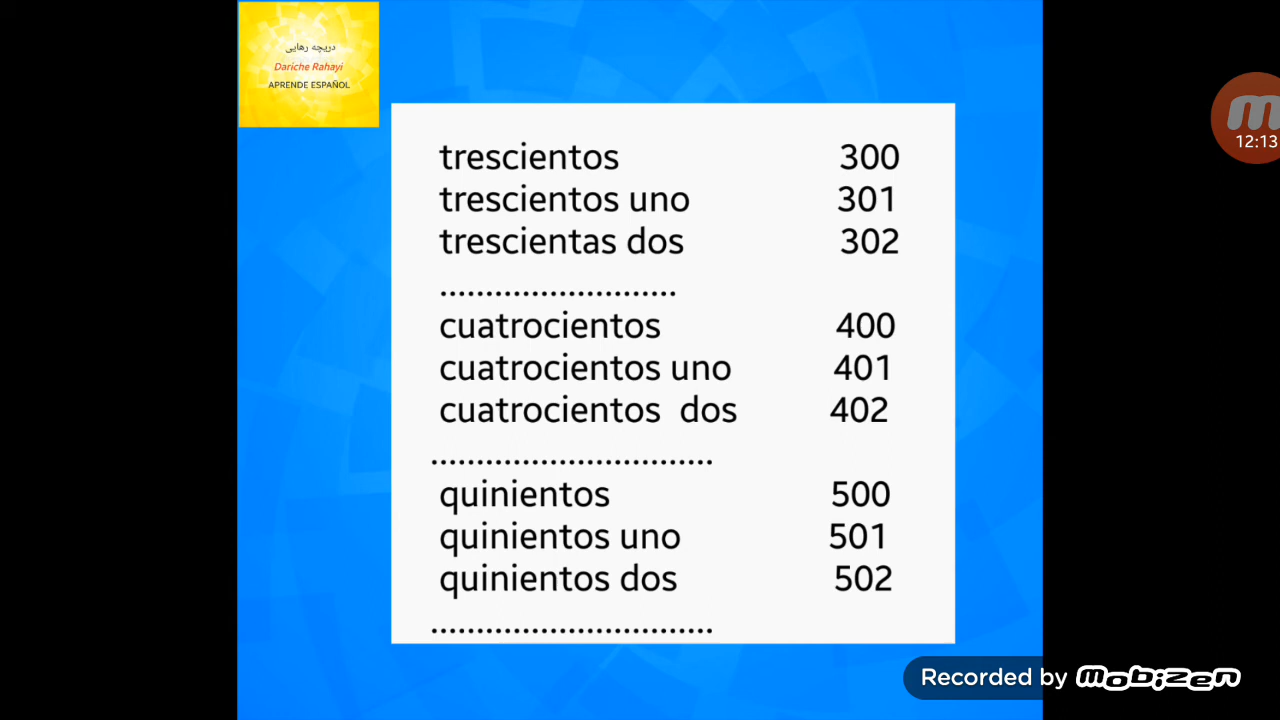 دریچه رهایی
Dariche Rahayi
APRENDE ESPAÑOL
trescientos 300
trescientos uno 301
trescientas dos 302
..........................
cuatrocientos 400
cuatrocientos uno 401
cuatrocientos dos 402
...............................
quinientos 500
quinientos uno 501
quinientos dos 502
...............................
12:13
Recorded by Mobizen